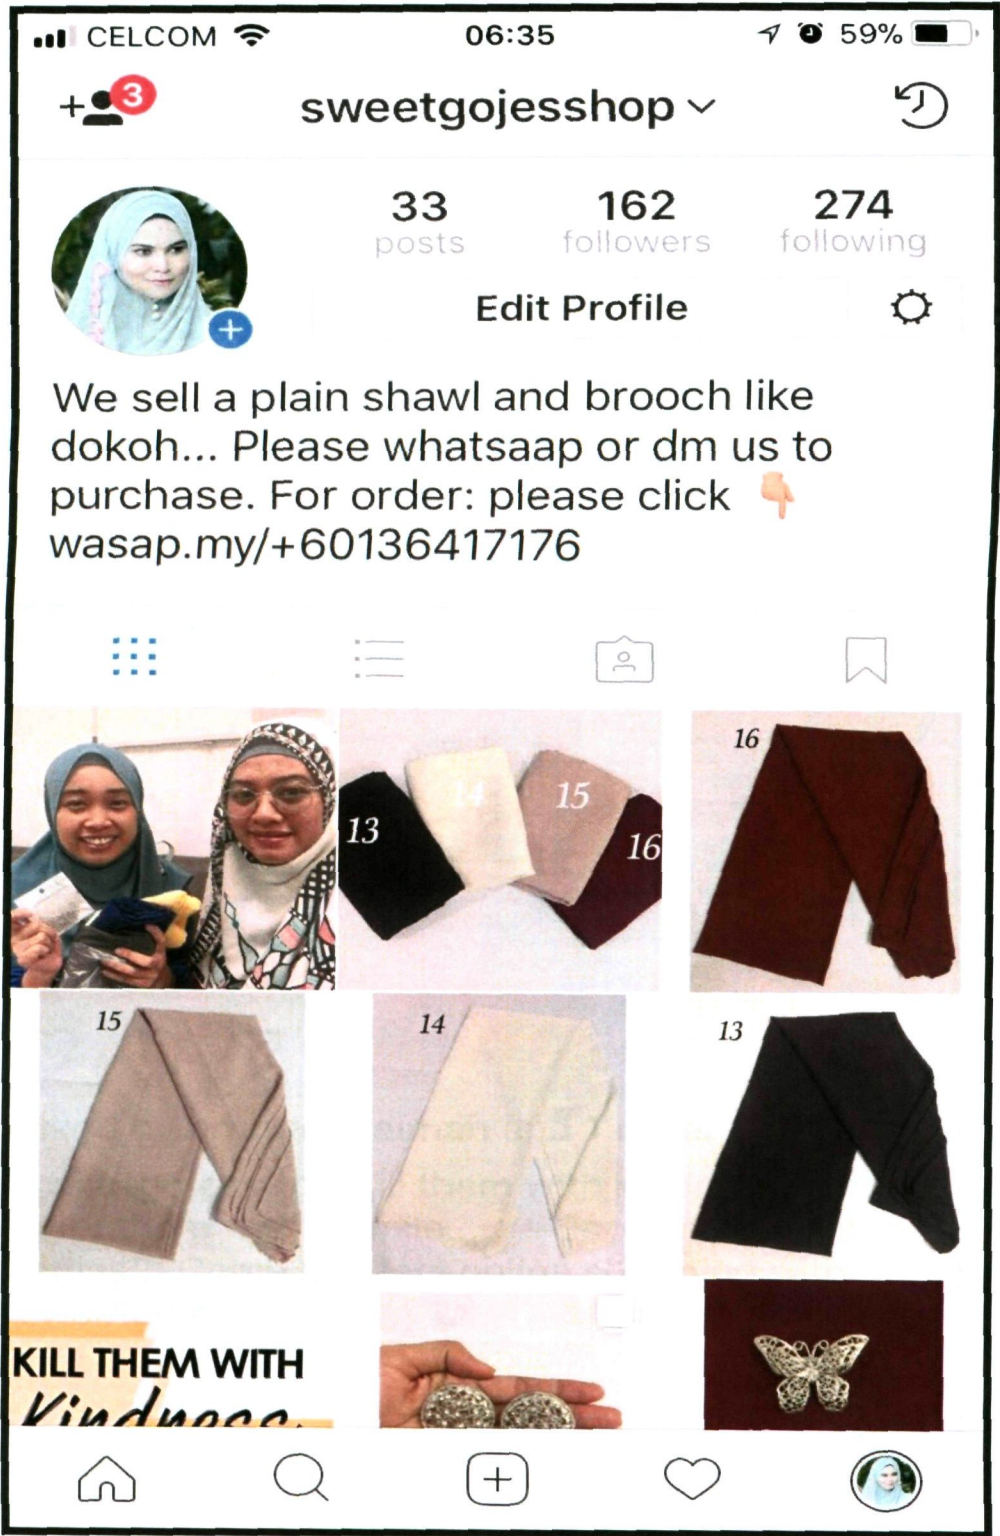 CELCOM 06:35 59%
3
sweetgojesshop
33 162 274
posts followers following
Edit Profile
We sell a plain shawl and brooch like
dokoh... Please whatsaap or dm us to
purchase. For order: please click
wasap.my/+60136417176
13 14 15 16
16
15
14
13
KILL THEM WITH
Kindness.